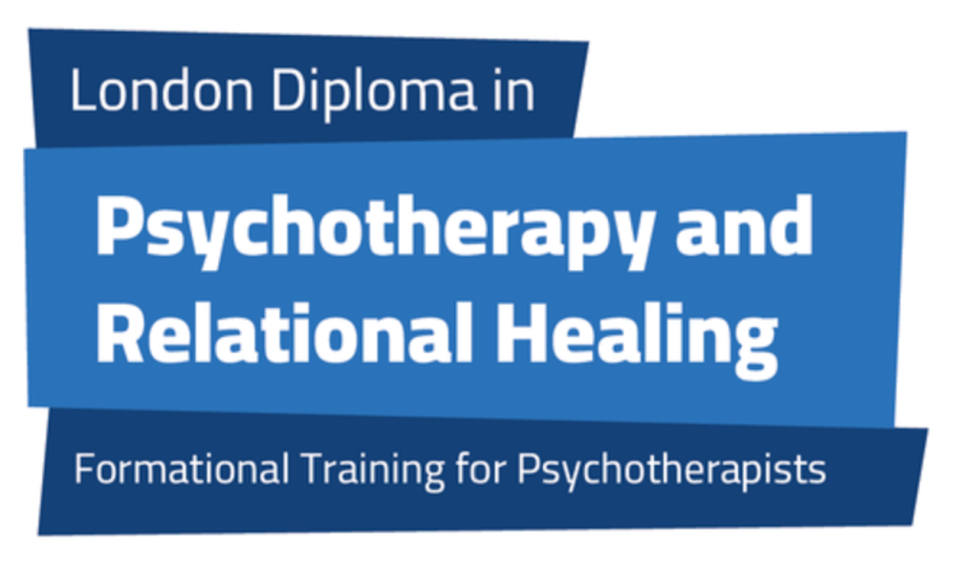 London Diploma in
Psychotherapy and
Relational Healing
Formational Training for Psychotherapists